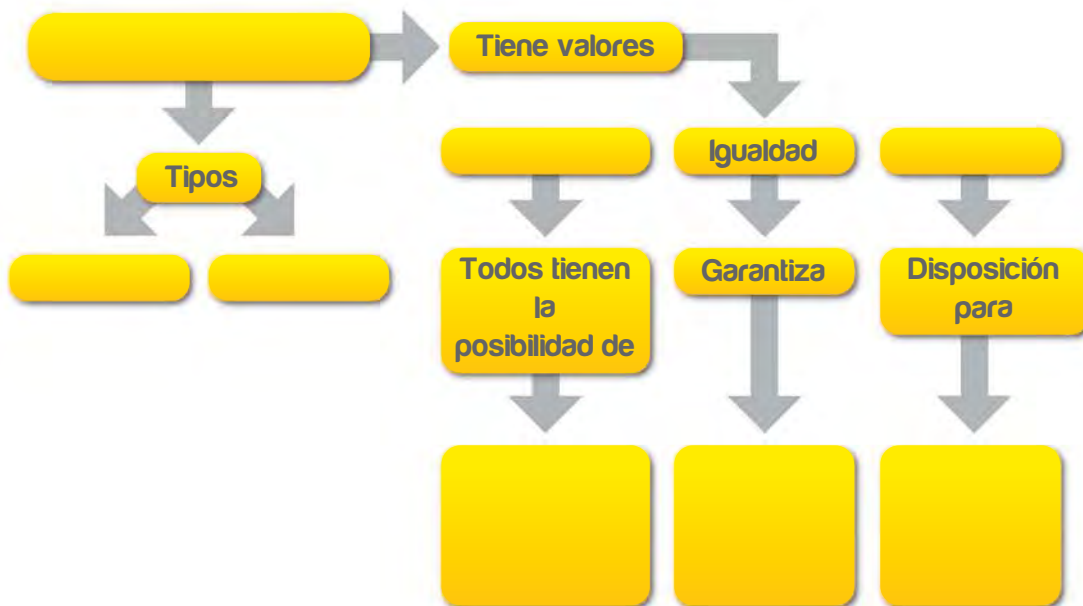 Tiene valores
Igualdad
Tipos
Todos tienen
la
posibilidad de
Garantiza
Disposición
para